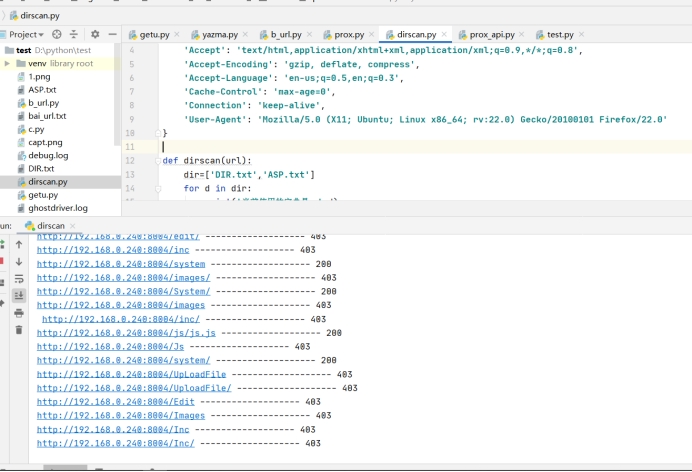 dirscan.py
Project
getu.py
yazma.py
b_url.py
prox.py
dirscan.py
prox_api.py
test.py
test D:\python\test
venv library root
1.png
ASP.txt
b_url.py
bai_url.txt
c.py
capt.png
debug.log
DIR.txt
dirscan.py
getu.py
ghostdriver.log
4 'Accept': 'text/html,application/xhtml+xml,application/xml;q=0.9,*/*;q=0.8',
5 'Accept-Encoding': 'gzip, deflate, compress',
6 'Accept-Language': 'en-us;q=0.5,en;q=0.3',
7 'Cache-Control': 'max-age=0',
8 'Connection': 'keep-alive',
9 'User-Agent': 'Mozilla/5.0 (X11; Ubuntu; Linux x86_64; rv:22.0) Gecko/20100101 Firefox/22.0'
10 }
11
12 def dirscan(url):
13 dir=['DIR.txt','ASP.txt']
14 for d in dir:
un: dirscan
http://192.168.0.240:8004/edit/ ------------------- 403
http://192.168.0.240:8004/inc ------------------- 403
http://192.168.0.240:8004/system ------------------- 200
http://192.168.0.240:8004/images/ ------------------- 403
http://192.168.0.240:8004/System/ ------------------- 200
http://192.168.0.240:8004/images ------------------- 403
http://192.168.0.240:8004/inc/ ------------------- 403
http://192.168.0.240:8004/js/js.js ------------------- 200
http://192.168.0.240:8004/Js ------------------- 403
http://192.168.0.240:8004/system/ ------------------- 200
http://192.168.0.240:8004/UpLoadFile ------------------- 403
http://192.168.0.240:8004/UploadFile/ ------------------- 403
http://192.168.0.240:8004/Edit ------------------- 403
http://192.168.0.240:8004/Images ------------------- 403
http://192.168.0.240:8004/Inc ------------------- 403
http://192.168.0.240:8004/Inc/ ------------------- 403